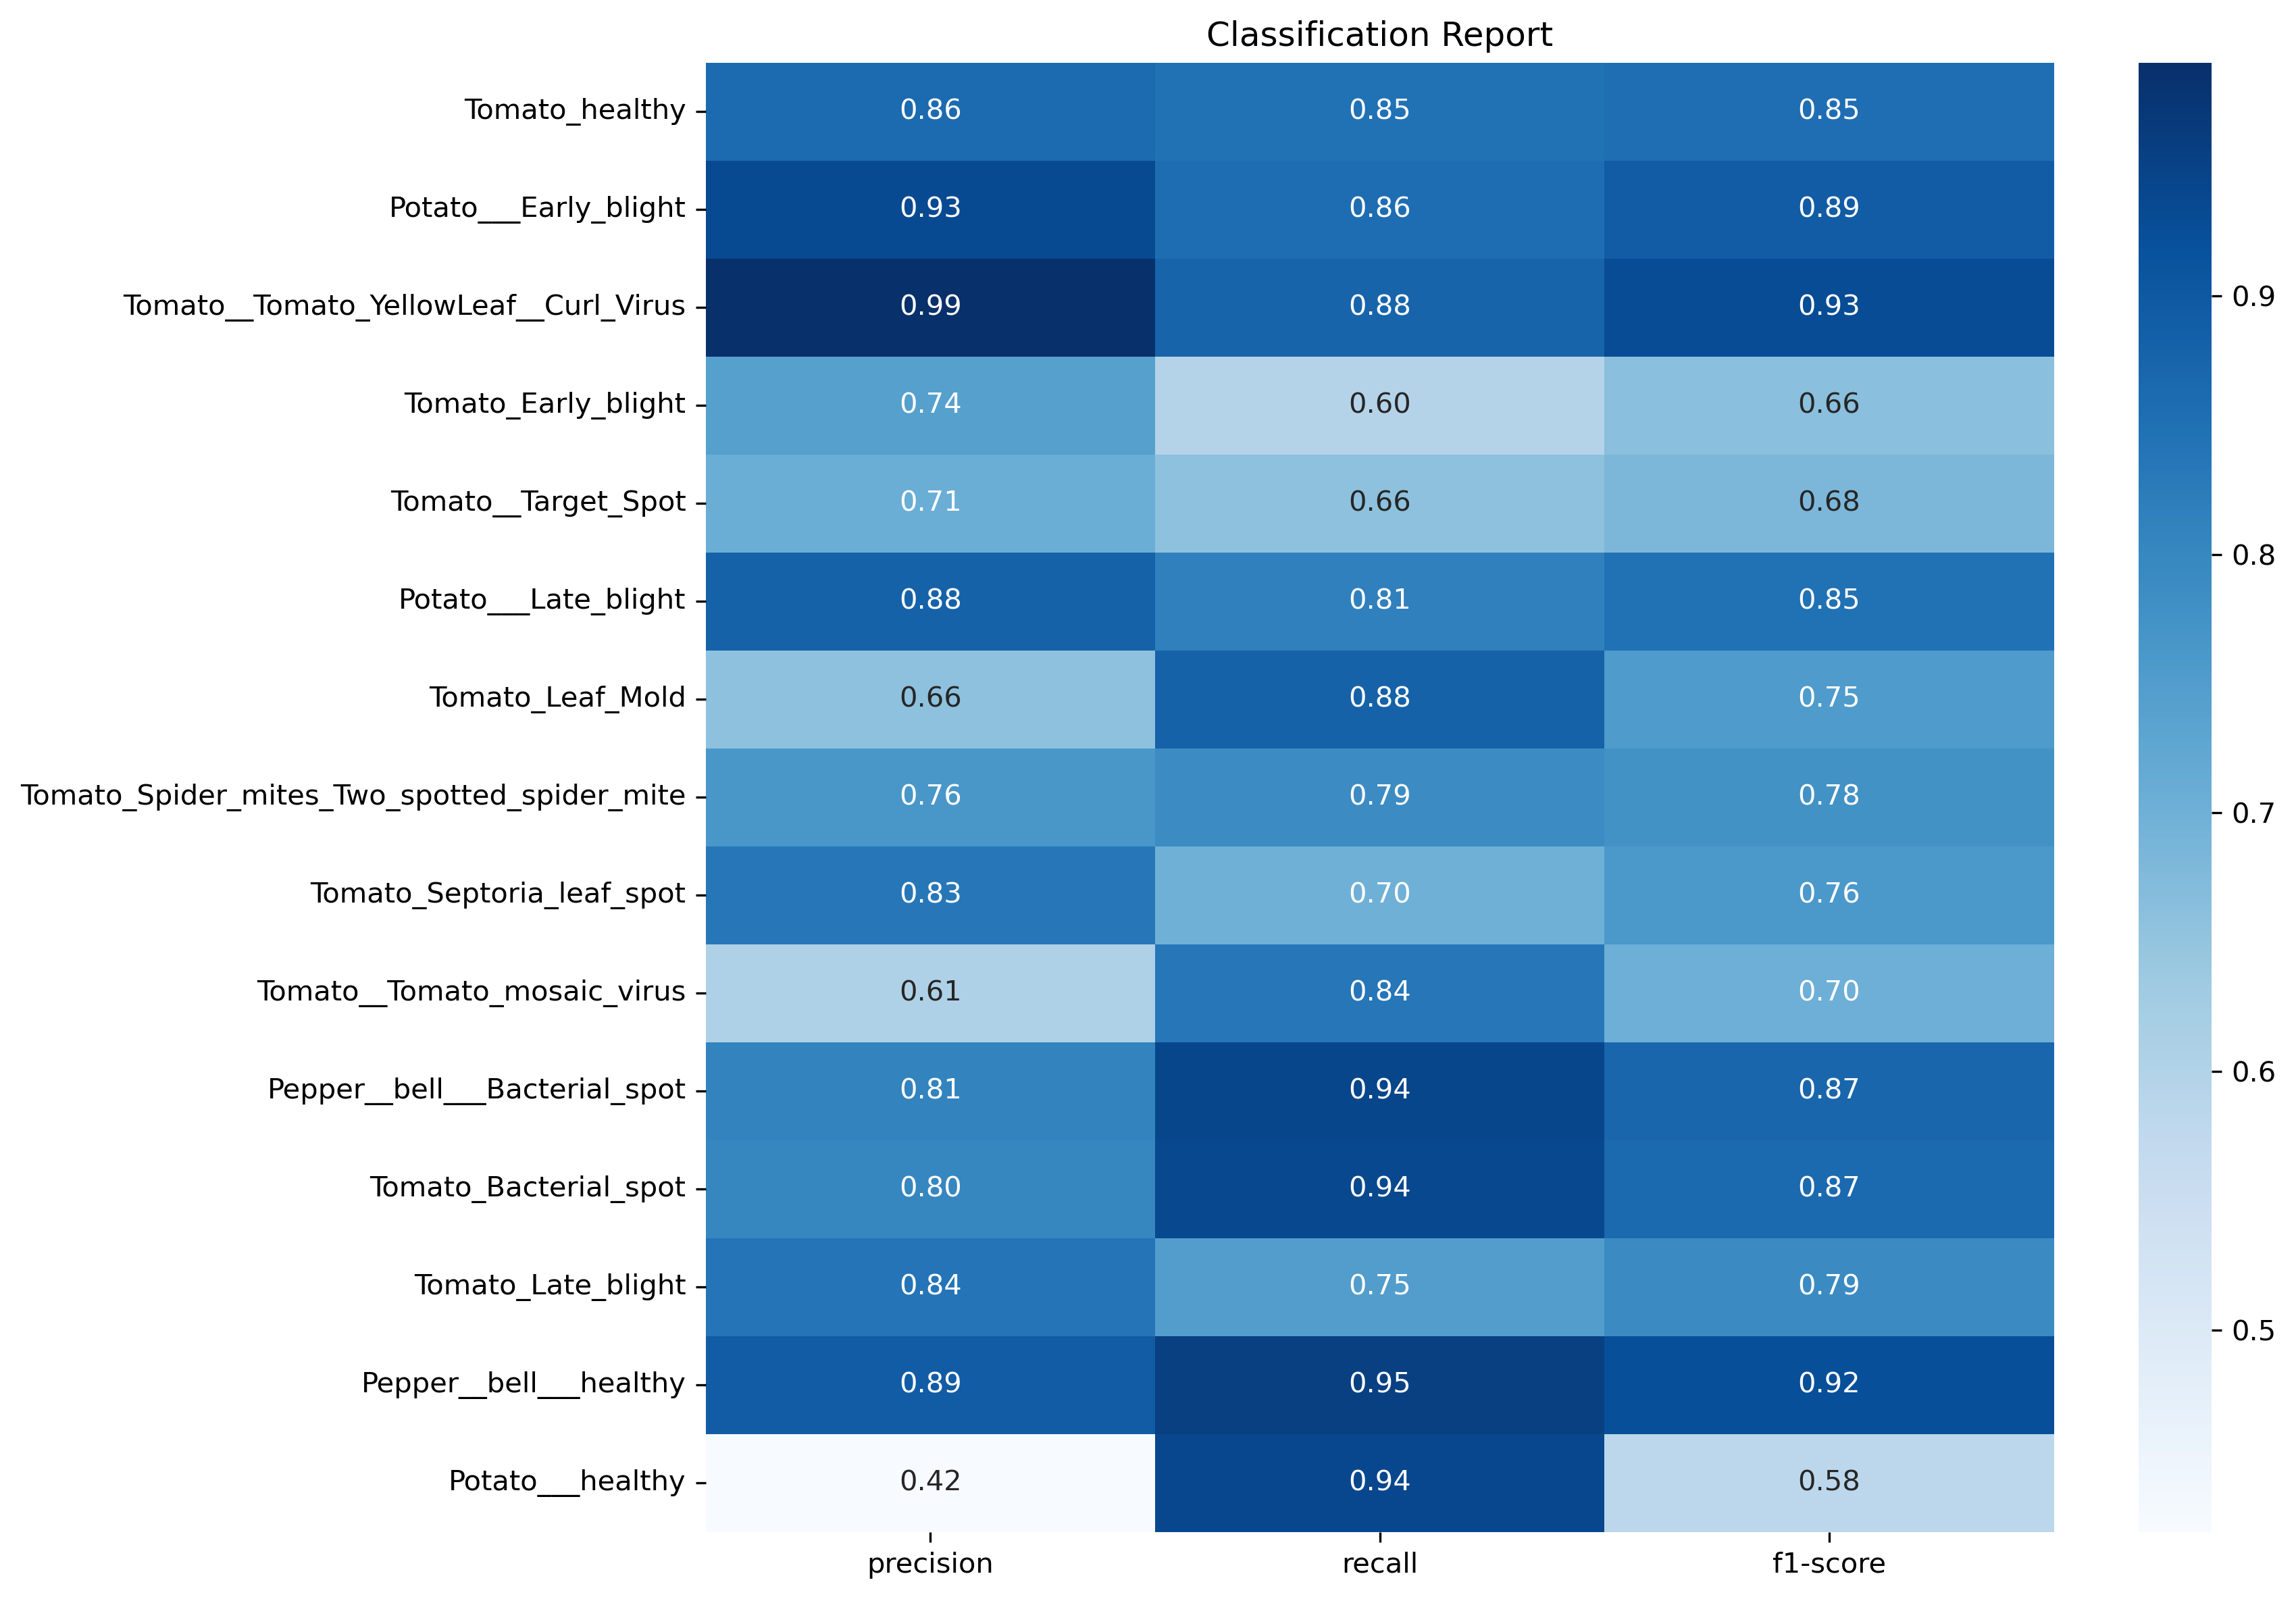 Classification Report
Tomato_healthy 0.86 0.85 0.85
Potato___Early_blight 0.93 0.86 0.89
Tomato__Tomato_YellowLeaf__Curl_Virus 0.99 0.88 0.93
Tomato_Early_blight 0.74 0.60 0.66
Tomato__Target_Spot 0.71 0.66 0.68
Potato___Late_blight 0.88 0.81 0.85
Tomato_Leaf_Mold 0.66 0.88 0.75
Tomato_Spider_mites_Two_spotted_spider_mite 0.76 0.79 0.78
Tomato_Septoria_leaf_spot 0.83 0.70 0.76
Tomato__Tomato_mosaic_virus 0.61 0.84 0.70
Pepper__bell___Bacterial_spot 0.81 0.94 0.87
Tomato_Bacterial_spot 0.80 0.94 0.87
Tomato_Late_blight 0.84 0.75 0.79
Pepper__bell___healthy 0.89 0.95 0.92
Potato___healthy 0.42 0.94 0.58
precision recall f1-score
0.9
0.8
0.7
0.6
0.5